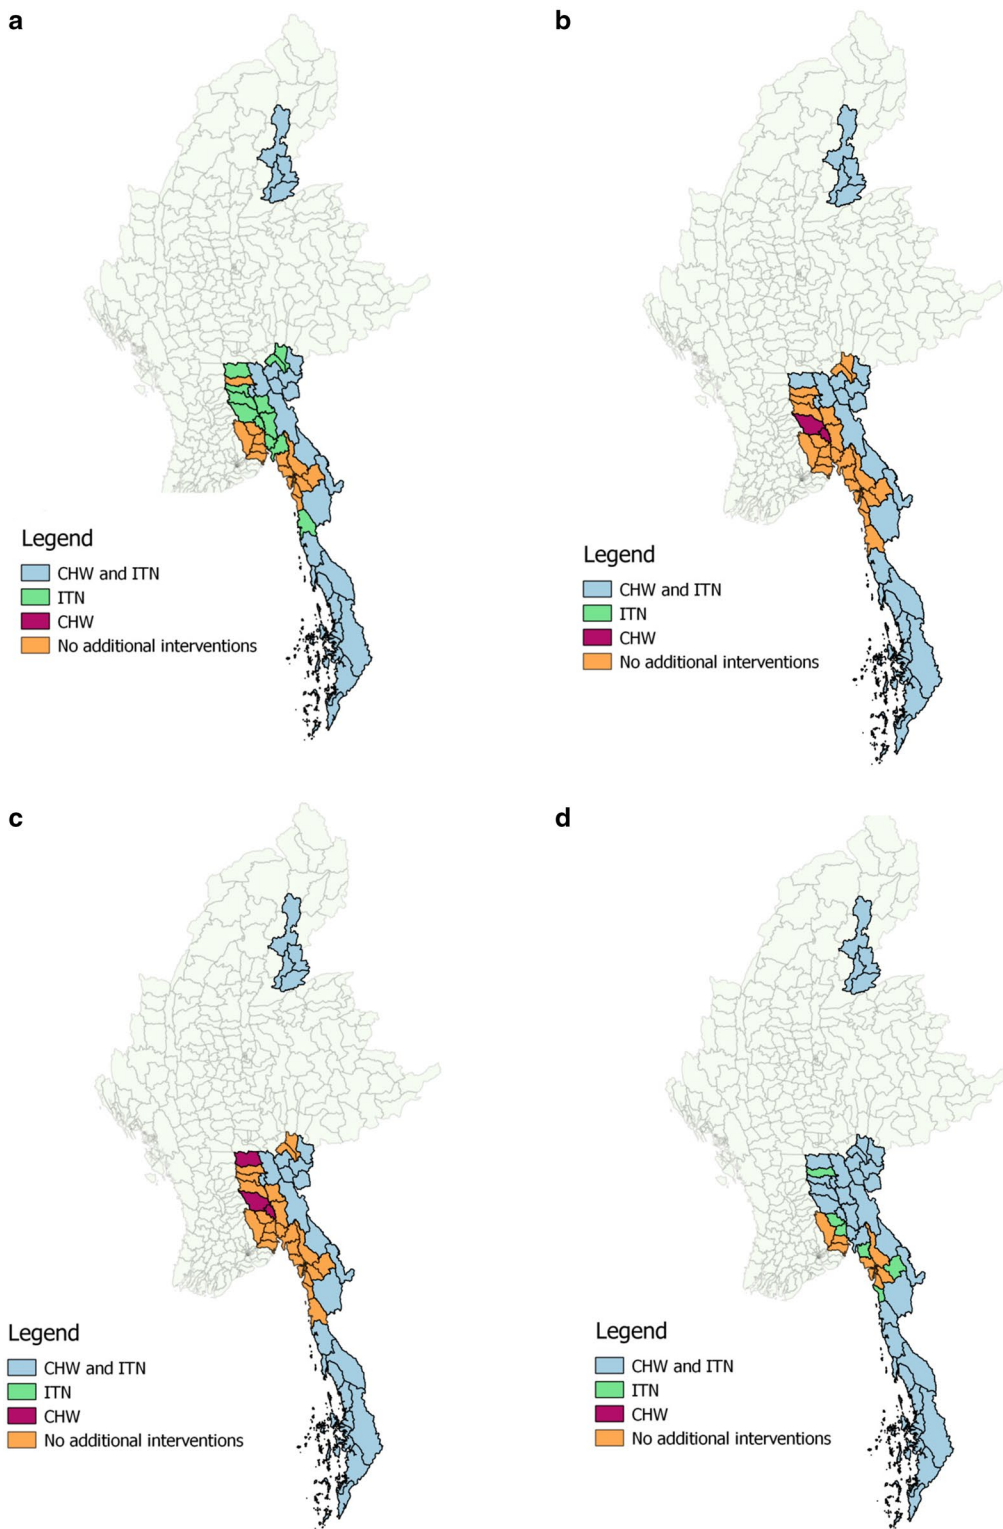 a
b
Legend
CHW and ITN
ITN
CHW
No additional interventions
Legend
CHW and ITN
ITN
CHW
No additional interventions
c
d
Legend
CHW and ITN
ITN
CHW
No additional interventions
Legend
CHW and ITN
ITN
CHW
No additional interventions